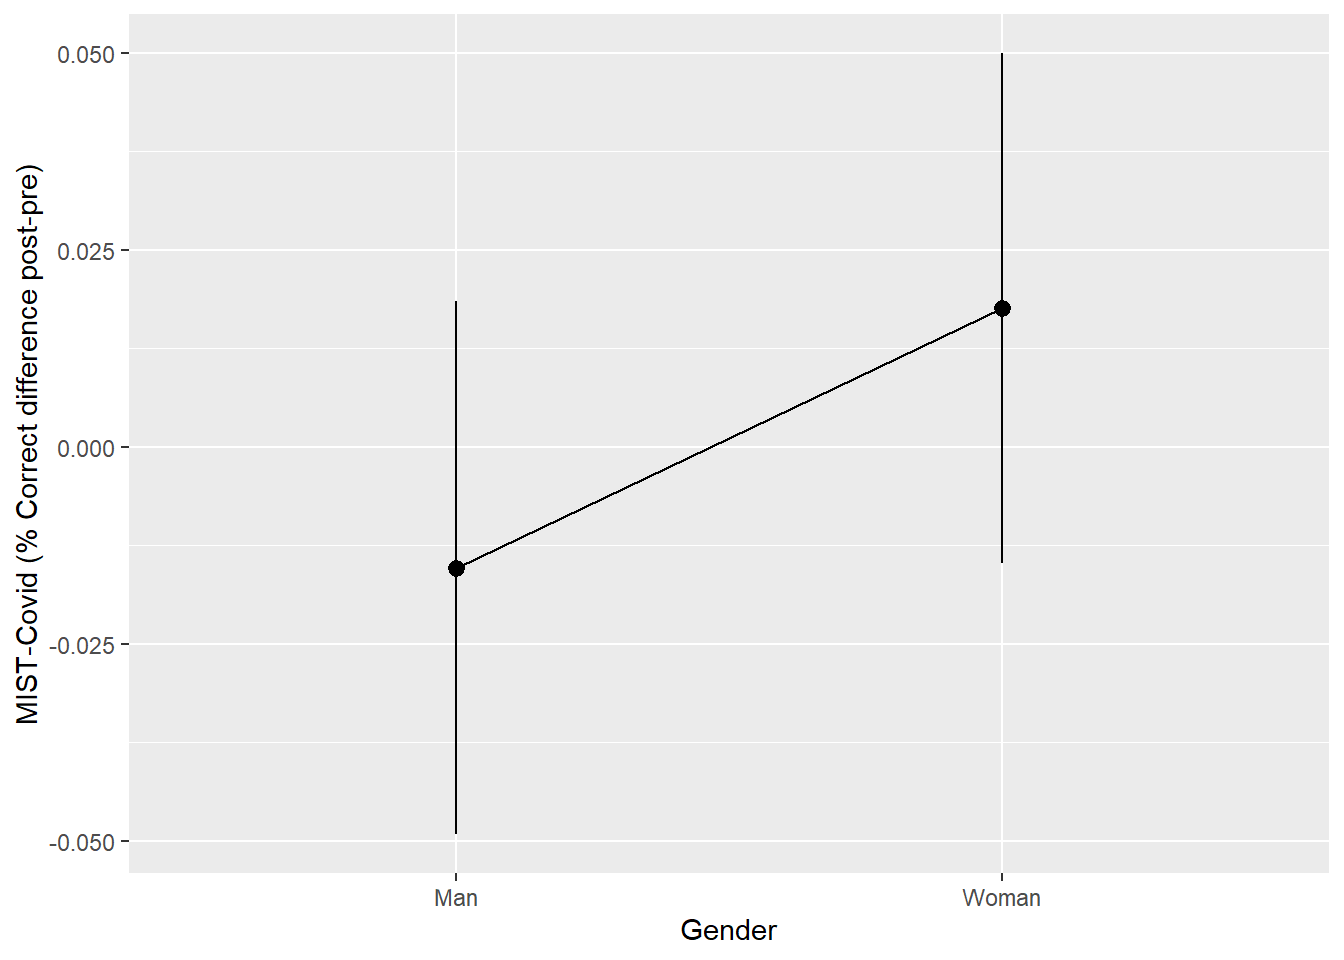 MIST-Covid (% Correct difference post-pre)
0.050
0.025
0.000
-0.025
-0.050
Man
Woman
Gender